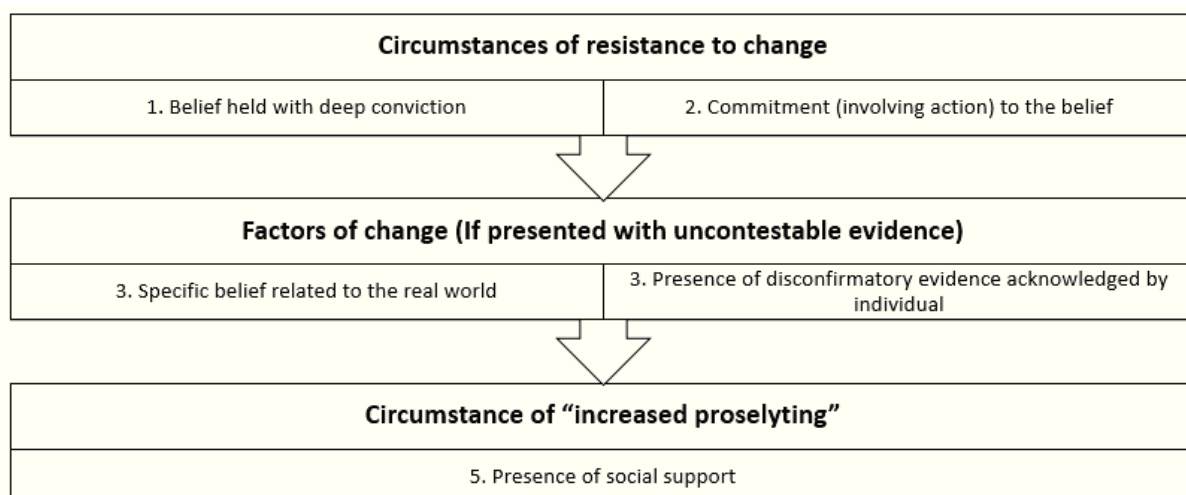 Circumstances of resistance to change
1. Belief held with deep conviction
2. Commitment (involving action) to the belief
Factors of change (If presented with uncontestable evidence)
3. Specific belief related to the real world
3. Presence of disconfirmatory evidence acknowledged by
individual
Circumstance of “increased proselyting”
5. Presence of social support